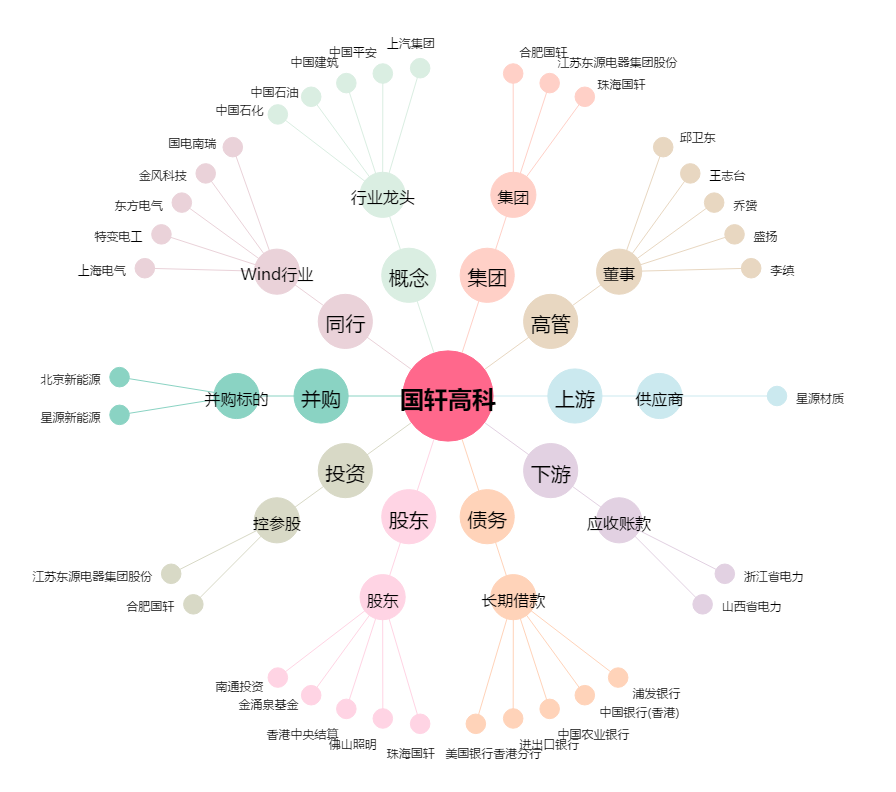 上汽集团
中国平安
中国建筑
中国石油
中国石化
行业龙头
概念
合肥国轩
江苏东源电器集团股份
珠海国轩
集团
集团
国电南瑞
金风科技
东方电气
特变电工
上海电气
Wind行业
同行
邱卫东
王志台
乔赟
盛扬
李缜
董事
高管
北京新能源
星源新能源
并购标的
并购
国轩高科
上游
供应商
星源材质
投资
控参股
江苏东源电器集团股份
合肥国轩
下游
应收账款
浙江省电力
山西省电力
股东
股东
南通投资
金涌泉基金
香港中央结算
佛山照明
珠海国轩
债务
长期借款
浦发银行
中国银行(香港)
中国农业银行
进出口银行
美国银行香港分行